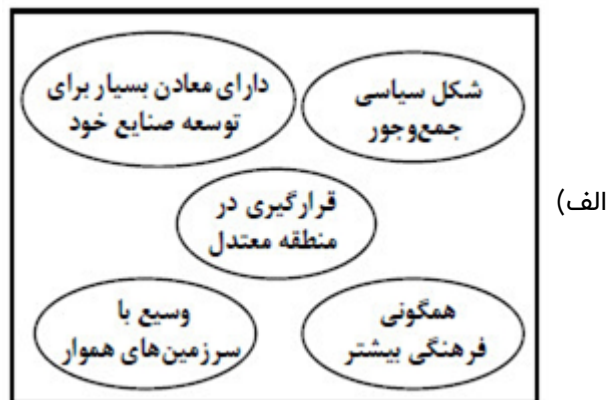 الف)
شکل سیاسی
جمع‌وجور
دارای معادن بسیار برای
توسعه صنایع خود
قرارگیری در
منطقه معتدل
همگونی
فرهنگی بیشتر
وسیع با
سرزمین‌های هموار